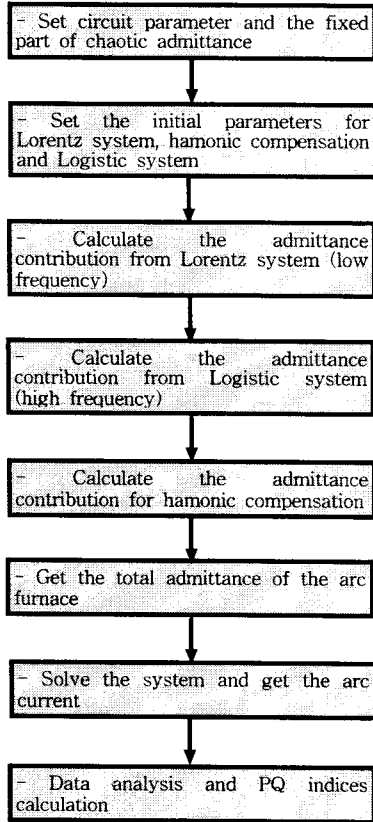 - Set circuit parameter and the fixed
part of chaotic admittance
- Set the initial parameters for
Lorentz system, hamonic compensation
and Logistic system
- Calculate the admittance
contribution from Lorentz system (low
frequency)
- Calculate the admittance
contribution from Logistic system
(high frequency)
- Calculate the admittance
contribution for hamonic compensation
- Get the total admittance of the arc
furnace
- Solve the system and get the arc
current
- Data analysis and PQ indices
calculation